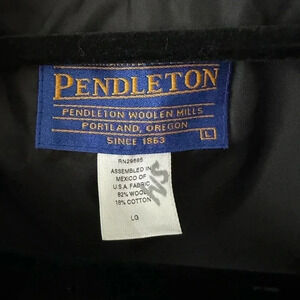 PENDLETON
PENDLETON WOOLEN MILLS
PORTLAND, OREGON
L
SINCE 1863
RN29685
ASSEMBLED IN
MEXICO OF
U.S.A. FABRIC
82% WOOL
18% COTTON
LG